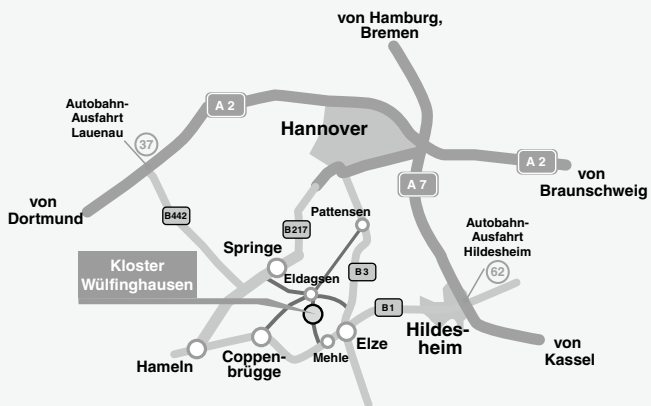 von Hamburg,
Bremen
Autobahn-
Ausfahrt
Lauenau
A 2
37
Hannover
A 2
von
Braunschweig
A 7
von
Dortmund
B442
Pattensen
B217
Autobahn-
Ausfahrt
Hildesheim
62
Springe
Kloster
Wülfinghausen
Eldagsen
B3
B1
Hildes-
heim
Elze
Mehle
Coppen-
brügge
Hameln
von
Kassel